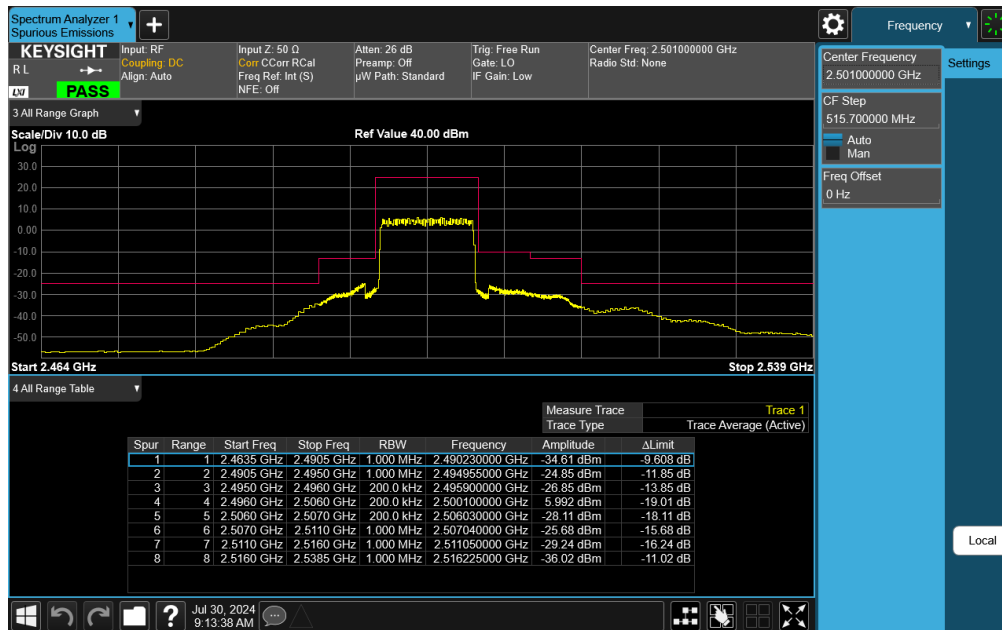 Spectrum Analyzer 1
Spurious Emissions
Frequency
KEYSIGHT
R L
LXI
PASS
Input: RF
Coupling: DC
Align: Auto
Input Z: 50 Ω
Corr CCorr RCal
Freq Ref: Int (S)
NFE: Off
Atten: 26 dB
Preamp: Off
µW Path: Standard
Trig: Free Run
Gate: LO
IF Gain: Low
Center Freq: 2.501000000 GHz
Radio Std: None
Center Frequency
2.501000000 GHz
Settings
CF Step
515.700000 MHz
Auto
Man
Freq Offset
0 Hz
Local
3 All Range Graph
Scale/Div 10.0 dB Ref Value 40.00 dBm
Log
30.0
20.0
10.0
0.00
-10.0
-20.0
-30.0
-40.0
-50.0
Start 2.464 GHz Stop 2.539 GHz
4 All Range Table
Measure Trace Trace 1
Trace Type Trace Average (Active)
Spur Range Start Freq Stop Freq RBW Frequency Amplitude ΔLimit
1 1 2.4635 GHz 2.4905 GHz 1.000 MHz 2.490230000 GHz -34.61 dBm -9.608 dB
2 2 2.4905 GHz 2.4950 GHz 1.000 MHz 2.494955000 GHz -24.85 dBm -11.85 dB
3 3 2.4950 GHz 2.4960 GHz 200.0 kHz 2.495900000 GHz -26.85 dBm -13.85 dB
4 4 2.4960 GHz 2.5060 GHz 200.0 kHz 2.500100000 GHz 5.992 dBm -19.01 dB
5 5 2.5060 GHz 2.5070 GHz 200.0 kHz 2.506030000 GHz -28.11 dBm -18.11 dB
6 6 2.5070 GHz 2.5110 GHz 1.000 MHz 2.507040000 GHz -25.68 dBm -15.68 dB
7 7 2.5110 GHz 2.5160 GHz 1.000 MHz 2.511050000 GHz -29.24 dBm -16.24 dB
8 8 2.5160 GHz 2.5385 GHz 1.000 MHz 2.516225000 GHz -36.02 dBm -11.02 dB
Jul 30, 2024
9:13:38 AM